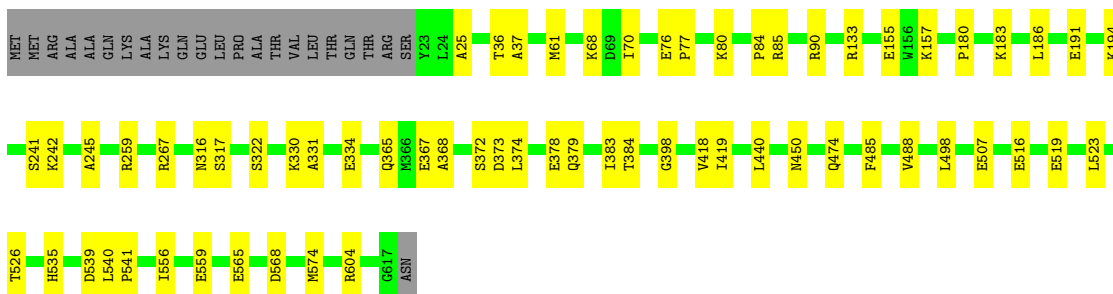 MET MET ARG ALA ALA GLN LYS ALA LYS GLN GLU LEU PRO ALA THR VAL LEU THR GLN THR THR ARG SER Y23 L24 A25 T36 A37 M61 K68 D69 I70 E76 P77 K80 P84 R85 R90 R133 E155 W156 K157 P180 K183 L186 E191 K194
S241 K242 A245 R259 R267 N316 S317 S322 K330 A331 E334 Q365 M366 E367 A368 S372 D373 L374 E378 Q379 I383 T384 G398 V418 I419 L440 N450 Q474 F485 V488 L498 E507 E516 E519 L523
T526 H535 D539 L540 P541 I556 E559 E565 D568 M574 R604 G617 ASN